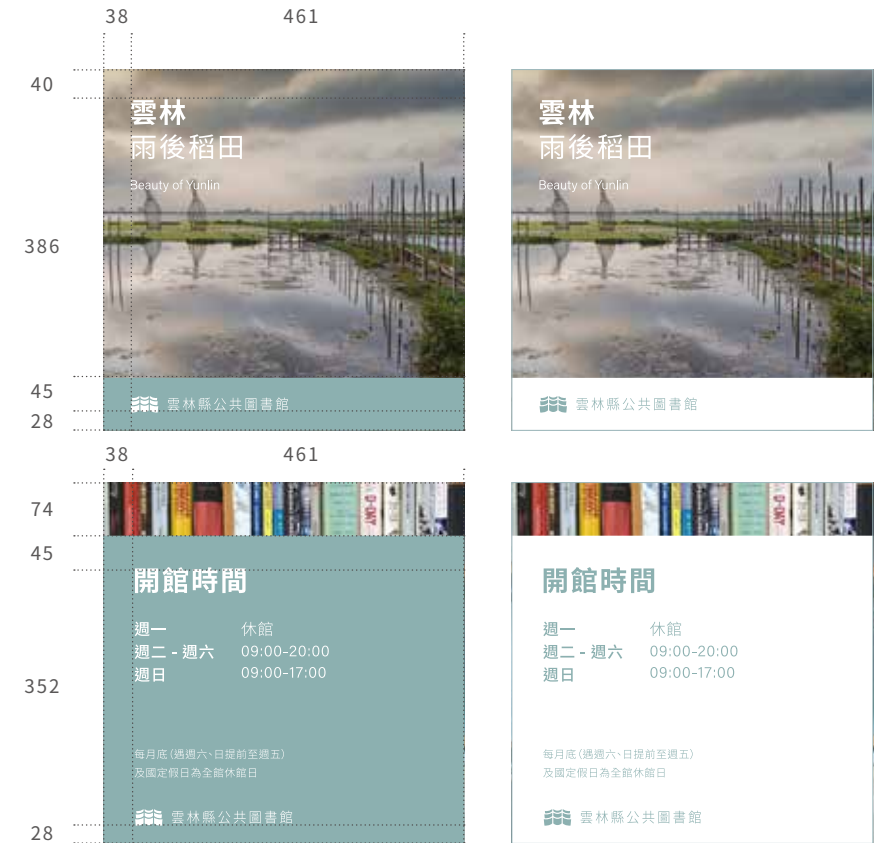 38 461
40
雲林 雲林
雨後稻田 雨後稻田
Beauty of Yunlin Beauty of Yunlin
386
45
雲林縣公共圖書館 雲林縣公共圖書館
28
38 461
74
D-DAY D-DAY
45
開館時間 開館時間
週一 休館 週一 休館
週二 - 週六 09:00-20:00 週二 - 週六 09:00-20:00
週日 09:00-17:00 週日 09:00-17:00
352
每月底（遇週六、日提前至週五） 每月底（遇週六、日提前至週五）
及國定假日為全館休館日 及國定假日為全館休館日
雲林縣公共圖書館 雲林縣公共圖書館
28